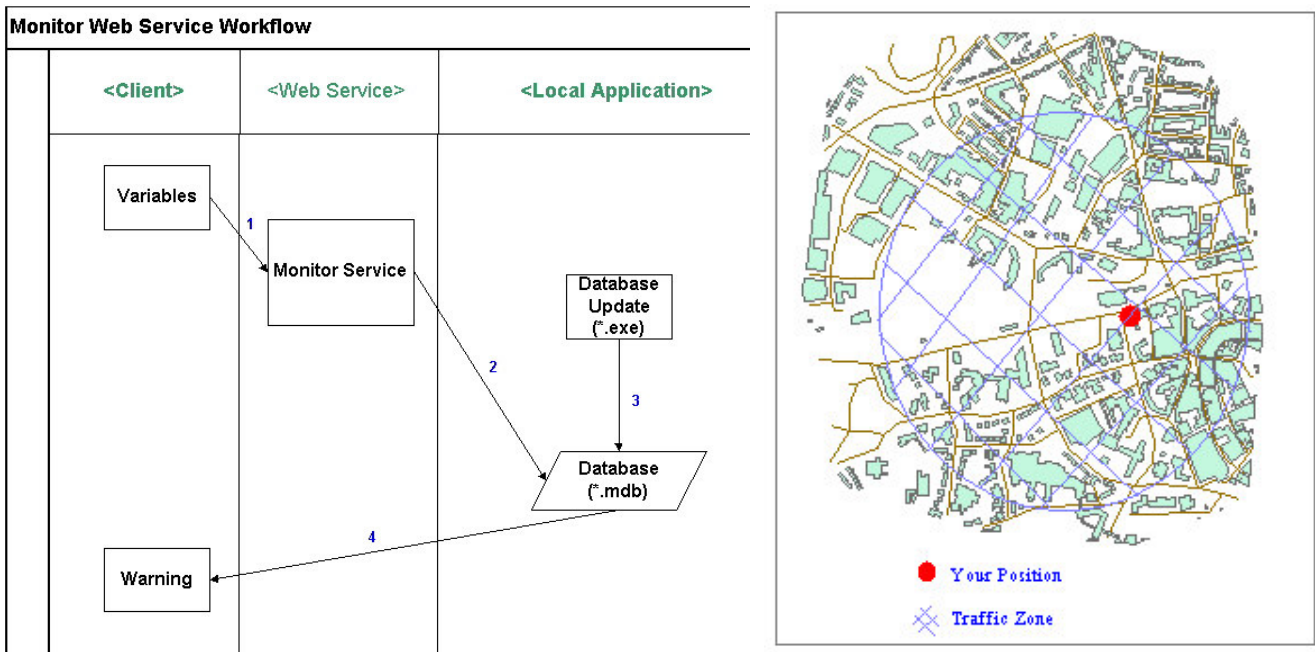 Monitor Web Service Workflow
<Client>
<Web Service>
<Local Application>
Variables
1
Monitor Service
Database
Update
(*.exe)
2
3
Database
(*.mdb)
4
Warning
Your Position
Traffic Zone